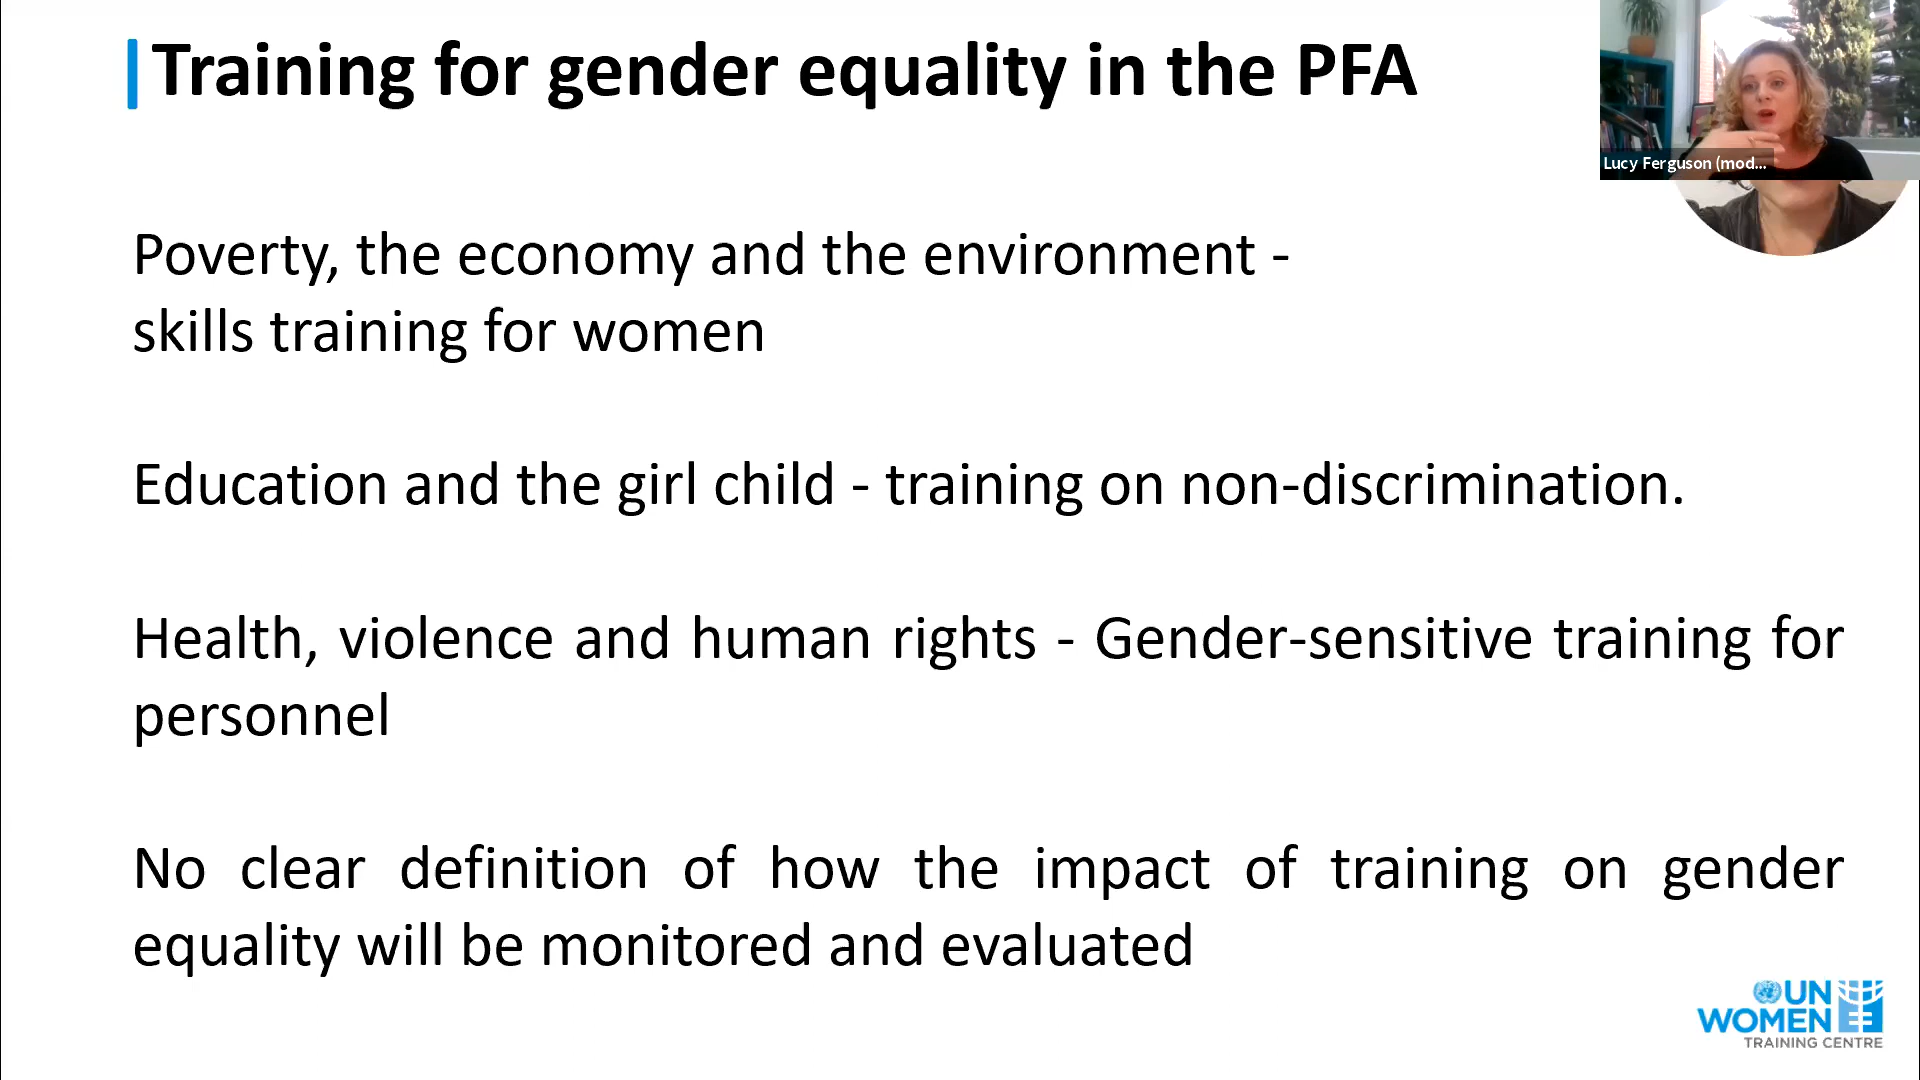 Training for gender equality in the PFA
Lucy Ferguson (mod...
Poverty, the economy and the environment -
skills training for women
Education and the girl child - training on non-discrimination.
Health, violence and human rights - Gender-sensitive training for
personnel
No clear definition of how the impact of training on gender
equality will be monitored and evaluated
UN
WOMEN
TRAINING CENTRE